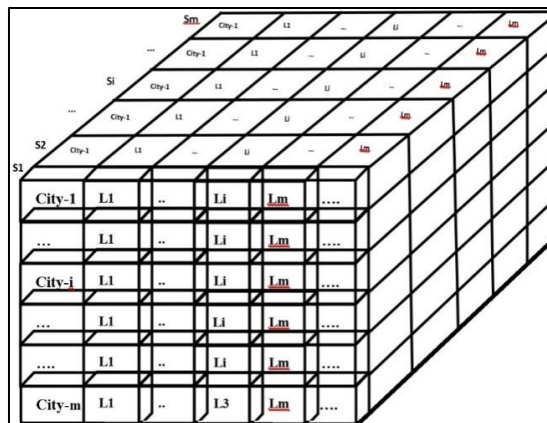 Sm City-1 L1 ... Li ... Lm
... City-1 L1 ... Li ... Lm
Si City-1 L1 ... Li ... Lm
... City-1 L1 ... Li ... Lm
S2 City-1 L1 ... Li ... Lm
S1
City-1 L1 .. Li Lm ....
... L1 .. Li Lm ....
City-i L1 .. Li Lm ....
... L1 .. Li Lm ....
.... L1 .. Li Lm ....
City-m L1 .. L3 Lm ....